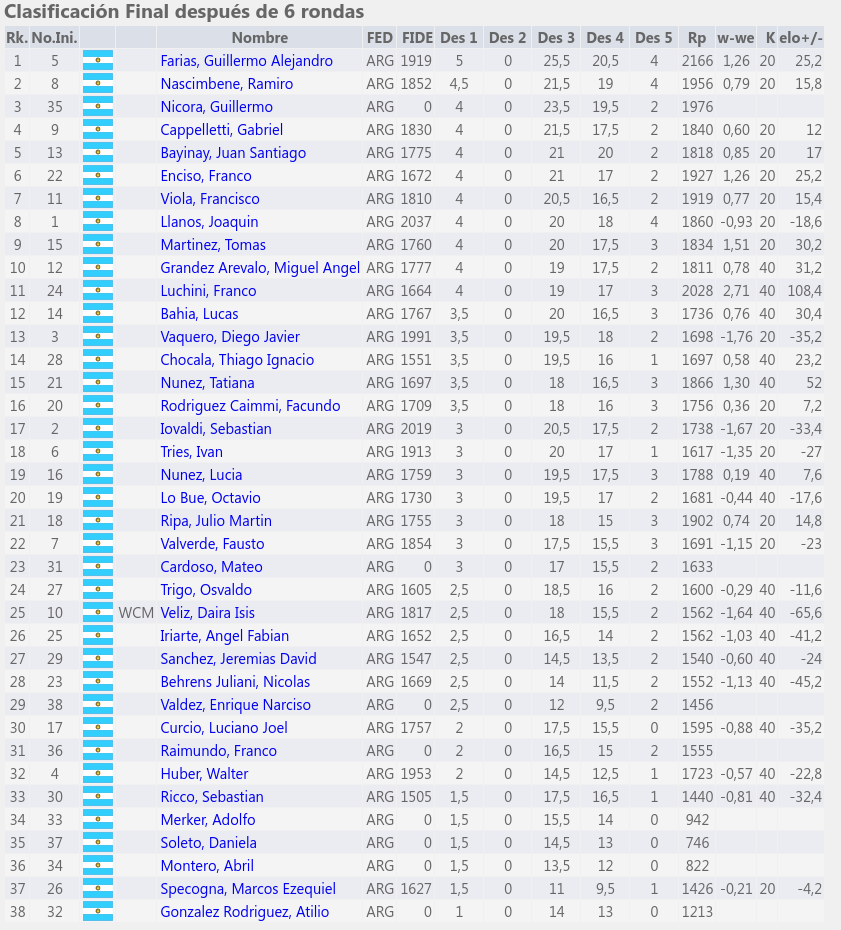 Clasificación Final después de 6 rondas
Rk. No.Ini. Nombre FED FIDE Des 1 Des 2 Des 3 Des 4 Des 5 Rp w-we K elo+/-
1 5 Farias, Guillermo Alejandro ARG 1919 5 0 25,5 20,5 4 2166 1,26 20 25,2
2 8 Nascimbene, Ramiro ARG 1852 4,5 0 21,5 19 4 1956 0,79 20 15,8
3 35 Nicora, Guillermo ARG 0 4 0 23,5 19,5 2 1976
4 9 Cappelletti, Gabriel ARG 1830 4 0 21,5 17,5 2 1840 0,60 20 12
5 13 Bayinay, Juan Santiago ARG 1775 4 0 21 20 2 1818 0,85 20 17
6 22 Enciso, Franco ARG 1672 4 0 21 17 2 1927 1,26 20 25,2
7 11 Viola, Francisco ARG 1810 4 0 20,5 16,5 2 1919 0,77 20 15,4
8 1 Llanos, Joaquin ARG 2037 4 0 20 18 4 1860 -0,93 20 -18,6
9 15 Martinez, Tomas ARG 1760 4 0 20 17,5 3 1834 1,51 20 30,2
10 12 Grandez Arevalo, Miguel Angel ARG 1777 4 0 19 17,5 2 1811 0,78 40 31,2
11 24 Luchini, Franco ARG 1664 4 0 19 17 3 2028 2,71 40 108,4
12 14 Bahia, Lucas ARG 1767 3,5 0 20 16,5 3 1736 0,76 40 30,4
13 3 Vaquero, Diego Javier ARG 1991 3,5 0 19,5 18 2 1698 -1,76 20 -35,2
14 28 Chocala, Thiago Ignacio ARG 1551 3,5 0 19,5 16 1 1697 0,58 40 23,2
15 21 Nunez, Tatiana ARG 1697 3,5 0 18 16,5 3 1866 1,30 40 52
16 20 Rodriguez Caimmi, Facundo ARG 1709 3,5 0 18 16 3 1756 0,36 20 7,2
17 2 Iovaldi, Sebastian ARG 2019 3 0 20,5 17,5 2 1738 -1,67 20 -33,4
18 6 Tries, Ivan ARG 1913 3 0 20 17 1 1617 -1,35 20 -27
19 16 Nunez, Lucia ARG 1759 3 0 19,5 17,5 3 1788 0,19 40 7,6
20 19 Lo Bue, Octavio ARG 1730 3 0 19,5 17 2 1681 -0,44 40 -17,6
21 18 Ripa, Julio Martin ARG 1755 3 0 18 15 3 1902 0,74 20 14,8
22 7 Valverde, Fausto ARG 1854 3 0 17,5 15,5 3 1691 -1,15 20 -23
23 31 Cardoso, Mateo ARG 0 3 0 17 15,5 2 1633
24 27 Trigo, Osvaldo ARG 1605 2,5 0 18,5 16 2 1600 -0,29 40 -11,6
25 10 WCM Veliz, Daira Isis ARG 1817 2,5 0 18 15,5 2 1562 -1,64 40 -65,6
26 25 Iriarte, Angel Fabian ARG 1652 2,5 0 16,5 14 2 1562 -1,03 40 -41,2
27 29 Sanchez, Jeremias David ARG 1547 2,5 0 14,5 13,5 2 1540 -0,60 40 -24
28 23 Behrens Juliani, Nicolas ARG 1669 2,5 0 14 11,5 2 1552 -1,13 40 -45,2
29 38 Valdez, Enrique Narciso ARG 0 2,5 0 12 9,5 2 1456
30 17 Curcio, Luciano Joel ARG 1757 2 0 17,5 15,5 0 1595 -0,88 40 -35,2
31 36 Raimundo, Franco ARG 0 2 0 16,5 15 2 1555
32 4 Huber, Walter ARG 1953 2 0 14,5 12,5 1 1723 -0,57 40 -22,8
33 30 Ricco, Sebastian ARG 1505 1,5 0 17,5 16,5 1 1440 -0,81 40 -32,4
34 33 Merker, Adolfo ARG 0 1,5 0 15,5 14 0 942
35 37 Soleto, Daniela ARG 0 1,5 0 14,5 13 0 746
36 34 Montero, Abril ARG 0 1,5 0 13,5 12 0 822
37 26 Specogna, Marcos Ezequiel ARG 1627 1,5 0 11 9,5 1 1426 -0,21 20 -4,2
38 32 Gonzalez Rodriguez, Atilio ARG 0 1 0 14 13 0 1213